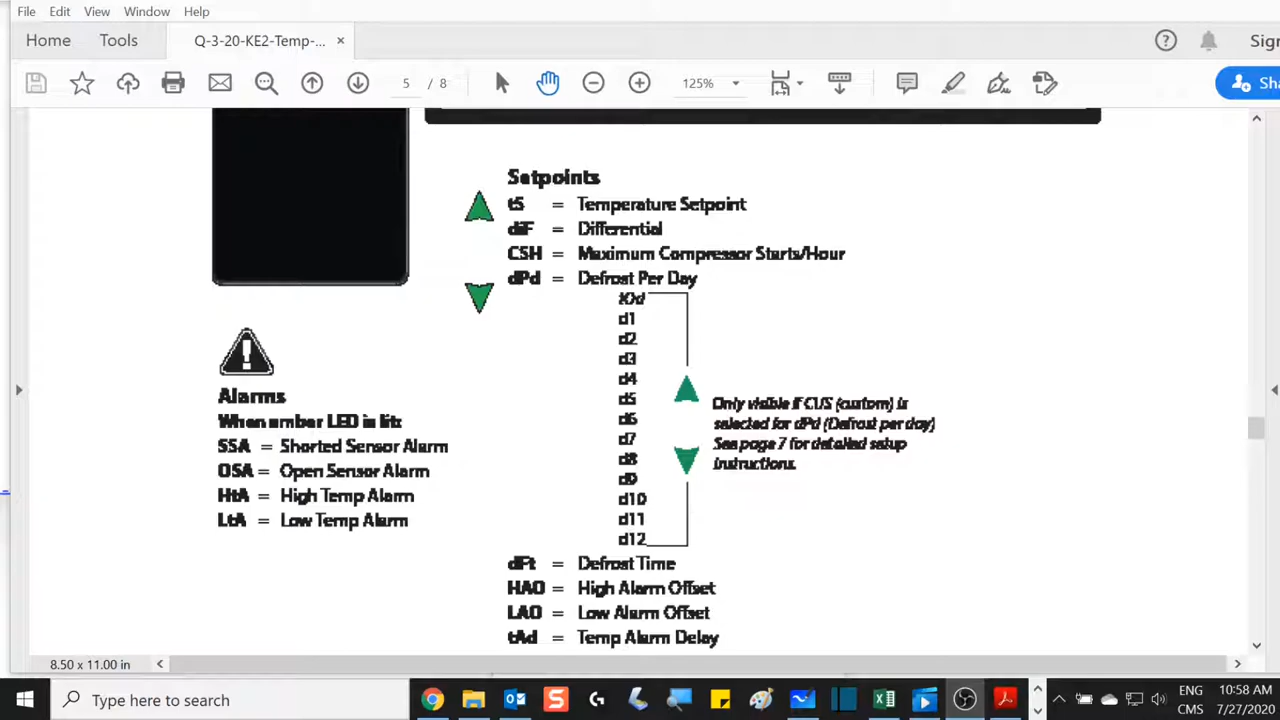 File Edit View Window Help
Home Tools Q-3-20-KE2-Temp-... × Sign
5 / 8 125% Sha
Setpoints
tS = Temperature Setpoint
diF = Differential
CSH = Maximum Compressor Starts/Hour
dPd = Defrost Per Day
d1
d2
d3
d4
d5
d6
d7
d8
d9
d10
d11
d12
Only visible if CUS (custom) is
selected for dPd (Defrost per day)
See page 7 for detailed setup
instructions.
dFt = Defrost Time
HAO = High Alarm Offset
LAO = Low Alarm Offset
tAd = Temp Alarm Delay
Alarms
When amber LED is lit:
SSA = Shorted Sensor Alarm
OSA = Open Sensor Alarm
HtA = High Temp Alarm
LtA = Low Temp Alarm
8.50 x 11.00 in
Type here to search
ENG 10:58 AM
CMS 7/27/2020